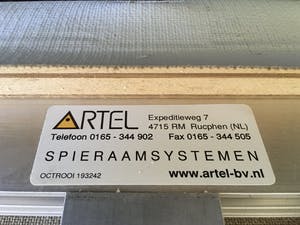 ARTEL Expeditieweg 7
4715 RM Rucphen (NL)
Telefoon 0165 - 344 902 Fax 0165 - 344 505
SPIERAAMSYSTEMEN
OCTROOI 193242 www.artel-bv.nl